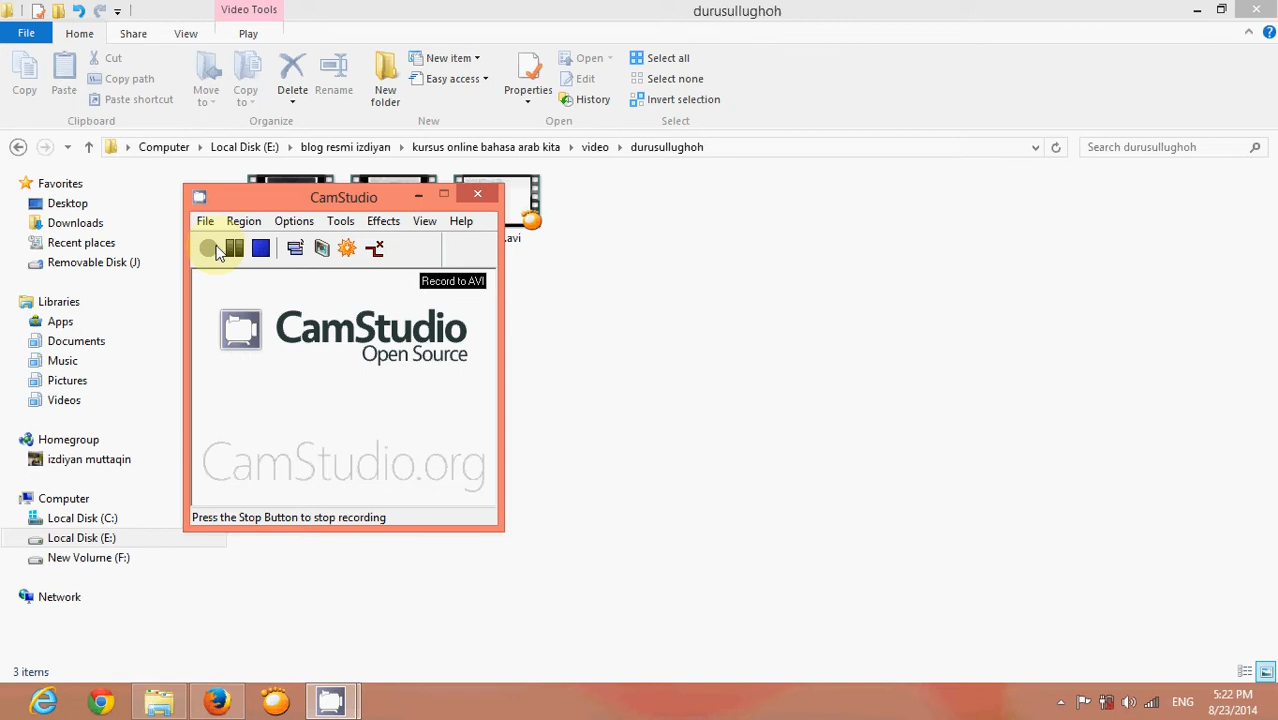 Video Tools
durusullughoh
File
Home
Share
View
Play
Copy
Paste
Cut
Copy path
Paste shortcut
Move to
Copy to
Delete
Rename
New folder
New item
Easy access
Properties
Open
Edit
History
Select all
Select none
Invert selection
Clipboard
Organize
New
Open
Select
Computer
Local Disk (E:)
blog resmi izdiyan
kursus online bahasa arab kita
video
durusullughoh
Search durusullughoh
Favorites
Desktop
Downloads
Recent places
Removable Disk (J)
Libraries
Apps
Documents
Music
Pictures
Videos
Homegroup
izdiyan muttaqin
Computer
Local Disk (C:)
Local Disk (E:)
New Volume (F:)
Network
.avi
CamStudio
File
Region
Options
Tools
Effects
View
Help
Record to AVI
CamStudio
Open Source
CamStudio.org
Press the Stop Button to stop recording
3 items
ENG
5:22 PM
8/23/2014